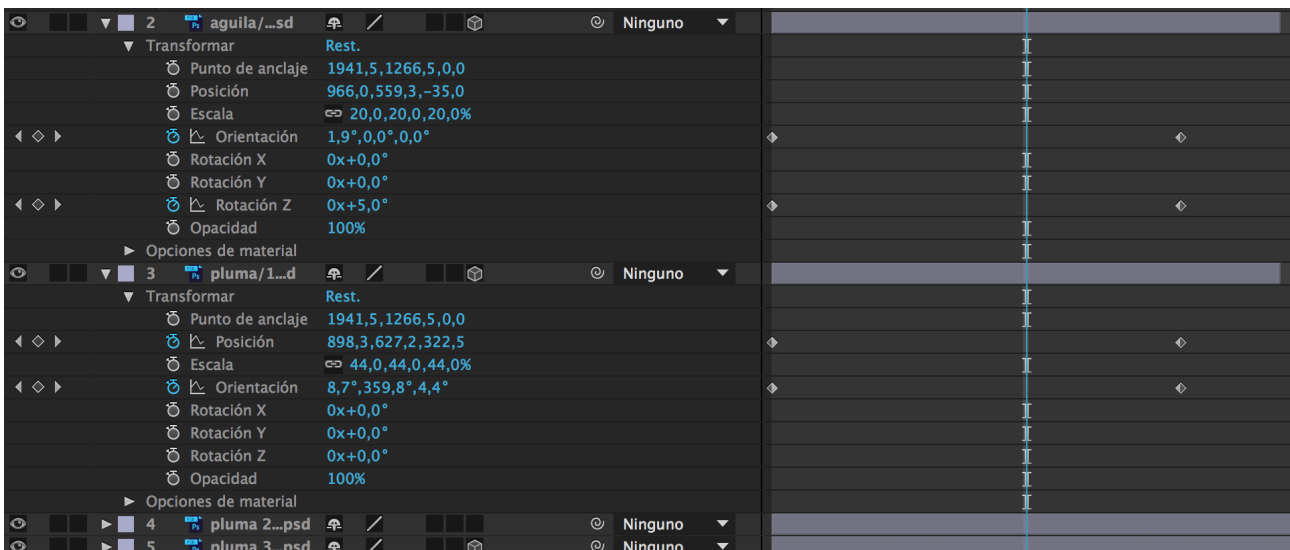 2 aguila/...sd Ninguno
Transformar Rest.
Punto de anclaje 1941,5,1266,5,0,0
Posición 966,0,559,3,-35,0
Escala 20,0,20,0,20,0%
Orientación 1,9°,0,0°,0,0°
Rotación X 0x+0,0°
Rotación Y 0x+0,0°
Rotación Z 0x+5,0°
Opacidad 100%
Opciones de material
3 pluma/1...d Ninguno
Transformar Rest.
Punto de anclaje 1941,5,1266,5,0,0
Posición 898,3,627,2,322,5
Escala 44,0,44,0,44,0%
Orientación 8,7°,359,8°,4,4°
Rotación X 0x+0,0°
Rotación Y 0x+0,0°
Rotación Z 0x+0,0°
Opacidad 100%
Opciones de material
4 pluma 2...psd Ninguno
5 pluma 3...psd Ninguno